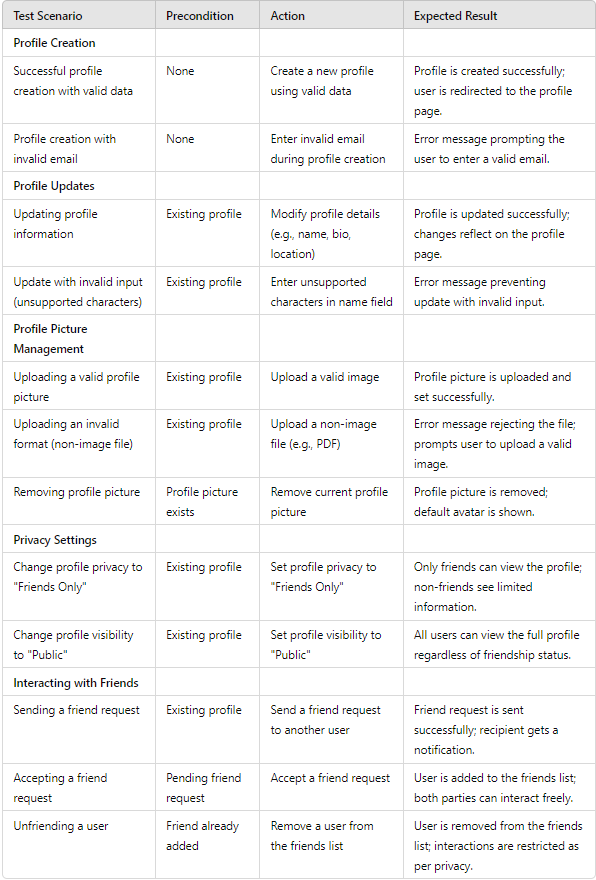 Test Scenario Precondition Action Expected Result
Profile Creation
Successful profile None Create a new profile Profile is created successfully;
creation with valid data using valid data user is redirected to the profile
page.
Profile creation with None Enter invalid email Error message prompting the
invalid email during profile creation user to enter a valid email.
Profile Updates
Updating profile Existing profile Modify profile details Profile is updated successfully;
information (e.g., name, bio, changes reflect on the profile
location) page.
Update with invalid input Existing profile Enter unsupported Error message preventing
(unsupported characters) characters in name field update with invalid input.
Profile Picture
Management
Uploading a valid profile Existing profile Upload a valid image Profile picture is uploaded and
picture set successfully.
Uploading an invalid Existing profile Upload a non-image Error message rejecting the file;
format (non-image file) file (e.g., PDF) prompts user to upload a valid
image.
Removing profile picture Profile picture Remove current profile Profile picture is removed;
exists picture default avatar is shown.
Privacy Settings
Change profile privacy to Existing profile Set profile privacy to Only friends can view the profile;
"Friends Only" "Friends Only" non-friends see limited
information.
Change profile visibility Existing profile Set profile visibility to All users can view the full profile
to "Public" "Public" regardless of friendship status.
Interacting with Friends
Sending a friend request Existing profile Send a friend request Friend request is sent
to another user successfully; recipient gets a
notification.
Accepting a friend Pending friend Accept a friend request User is added to the friends list;
request request both parties can interact freely.
Unfriending a user Friend already Remove a user from User is removed from the friends
added the friends list list; interactions are restricted as
per privacy.